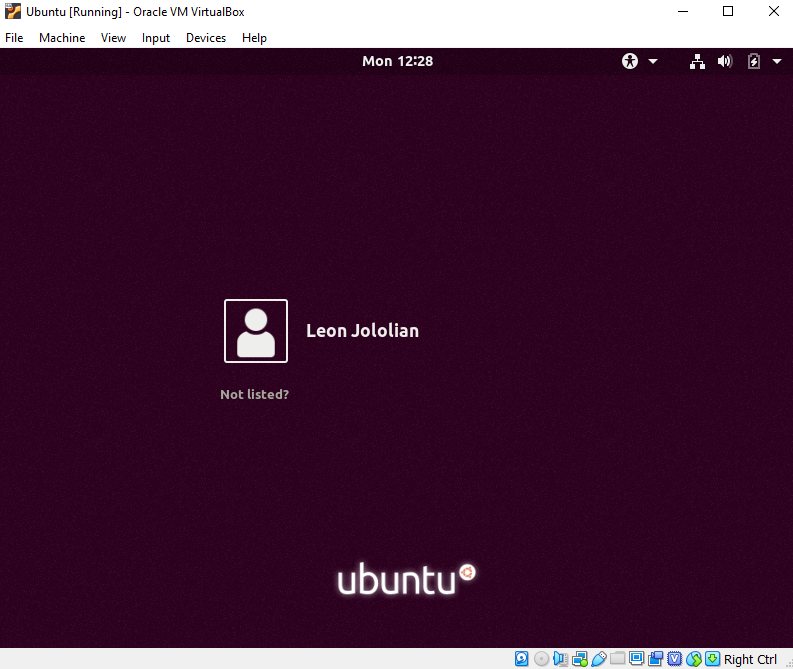 Ubuntu [Running] - Oracle VM VirtualBox
File Machine View Input Devices Help
Mon 12:28
Leon Jololian
Not listed?
ubuntu
Right Ctrl